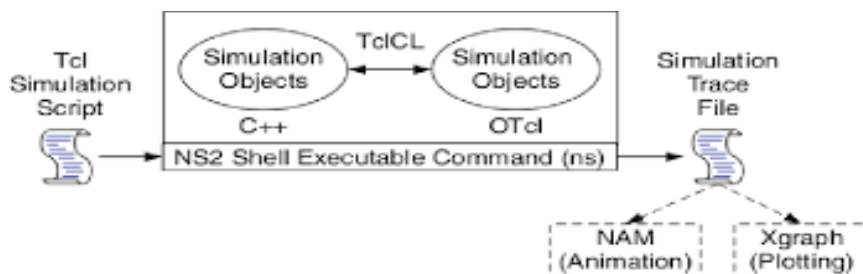 Tcl
Simulation
Script
TclCL
Simulation
Objects
C++
Simulation
Objects
OTcl
NS2 Shell Executable Command (ns)
Simulation
Trace
File
NAM
(Animation)
Xgraph
(Plotting)